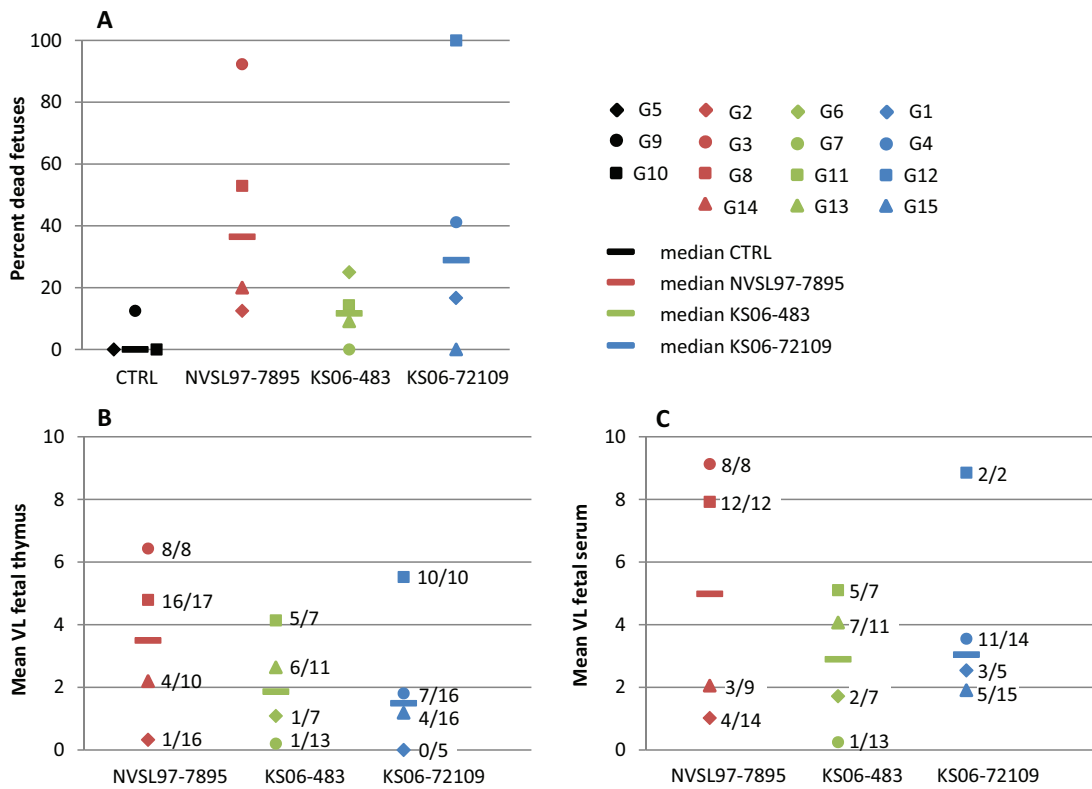 A
Percent dead fetuses
100
80
60
40
20
0
CTRL NVSL97-7895 KS06-483 KS06-72109
G5 G2 G6 G1
G9 G3 G7 G4
G10 G8 G11 G12
G14 G13 G15
median CTRL
median NVSL97-7895
median KS06-483
median KS06-72109
B
Mean VL fetal thymus
10
8
6
4
2
0
8/8
16/17
4/10
1/16
5/7
6/11
1/7
1/13
10/10
7/16
4/16
0/5
NVSL97-7895 KS06-483 KS06-72109
C
Mean VL fetal serum
10
8
6
4
2
0
8/8
12/12
3/9
4/14
5/7
7/11
2/7
1/13
2/2
11/14
3/5
5/15
NVSL97-7895 KS06-483 KS06-72109